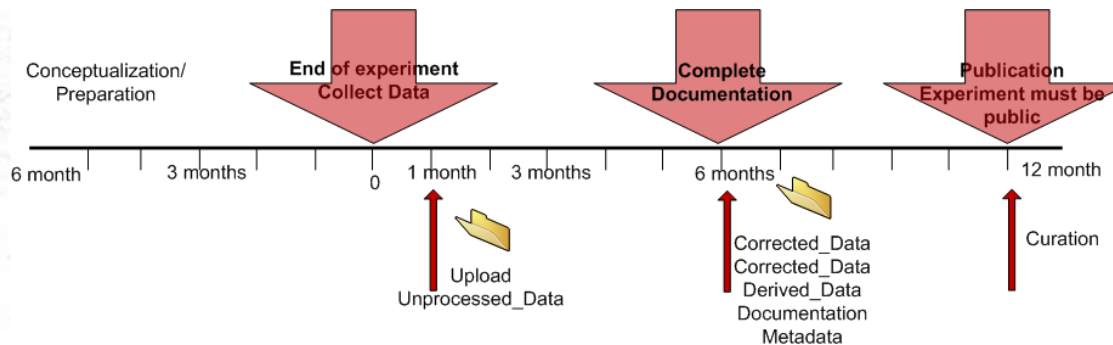 Conceptualization/
Preparation
End of experiment
Collect Data
Complete
Documentation
Publication
Experiment must be
public
6 month
3 months
0
1 month
3 months
6 months
12 month
Upload
Unprocessed_Data
Corrected_Data
Corrected_Data
Derived_Data
Documentation
Metadata
Curation